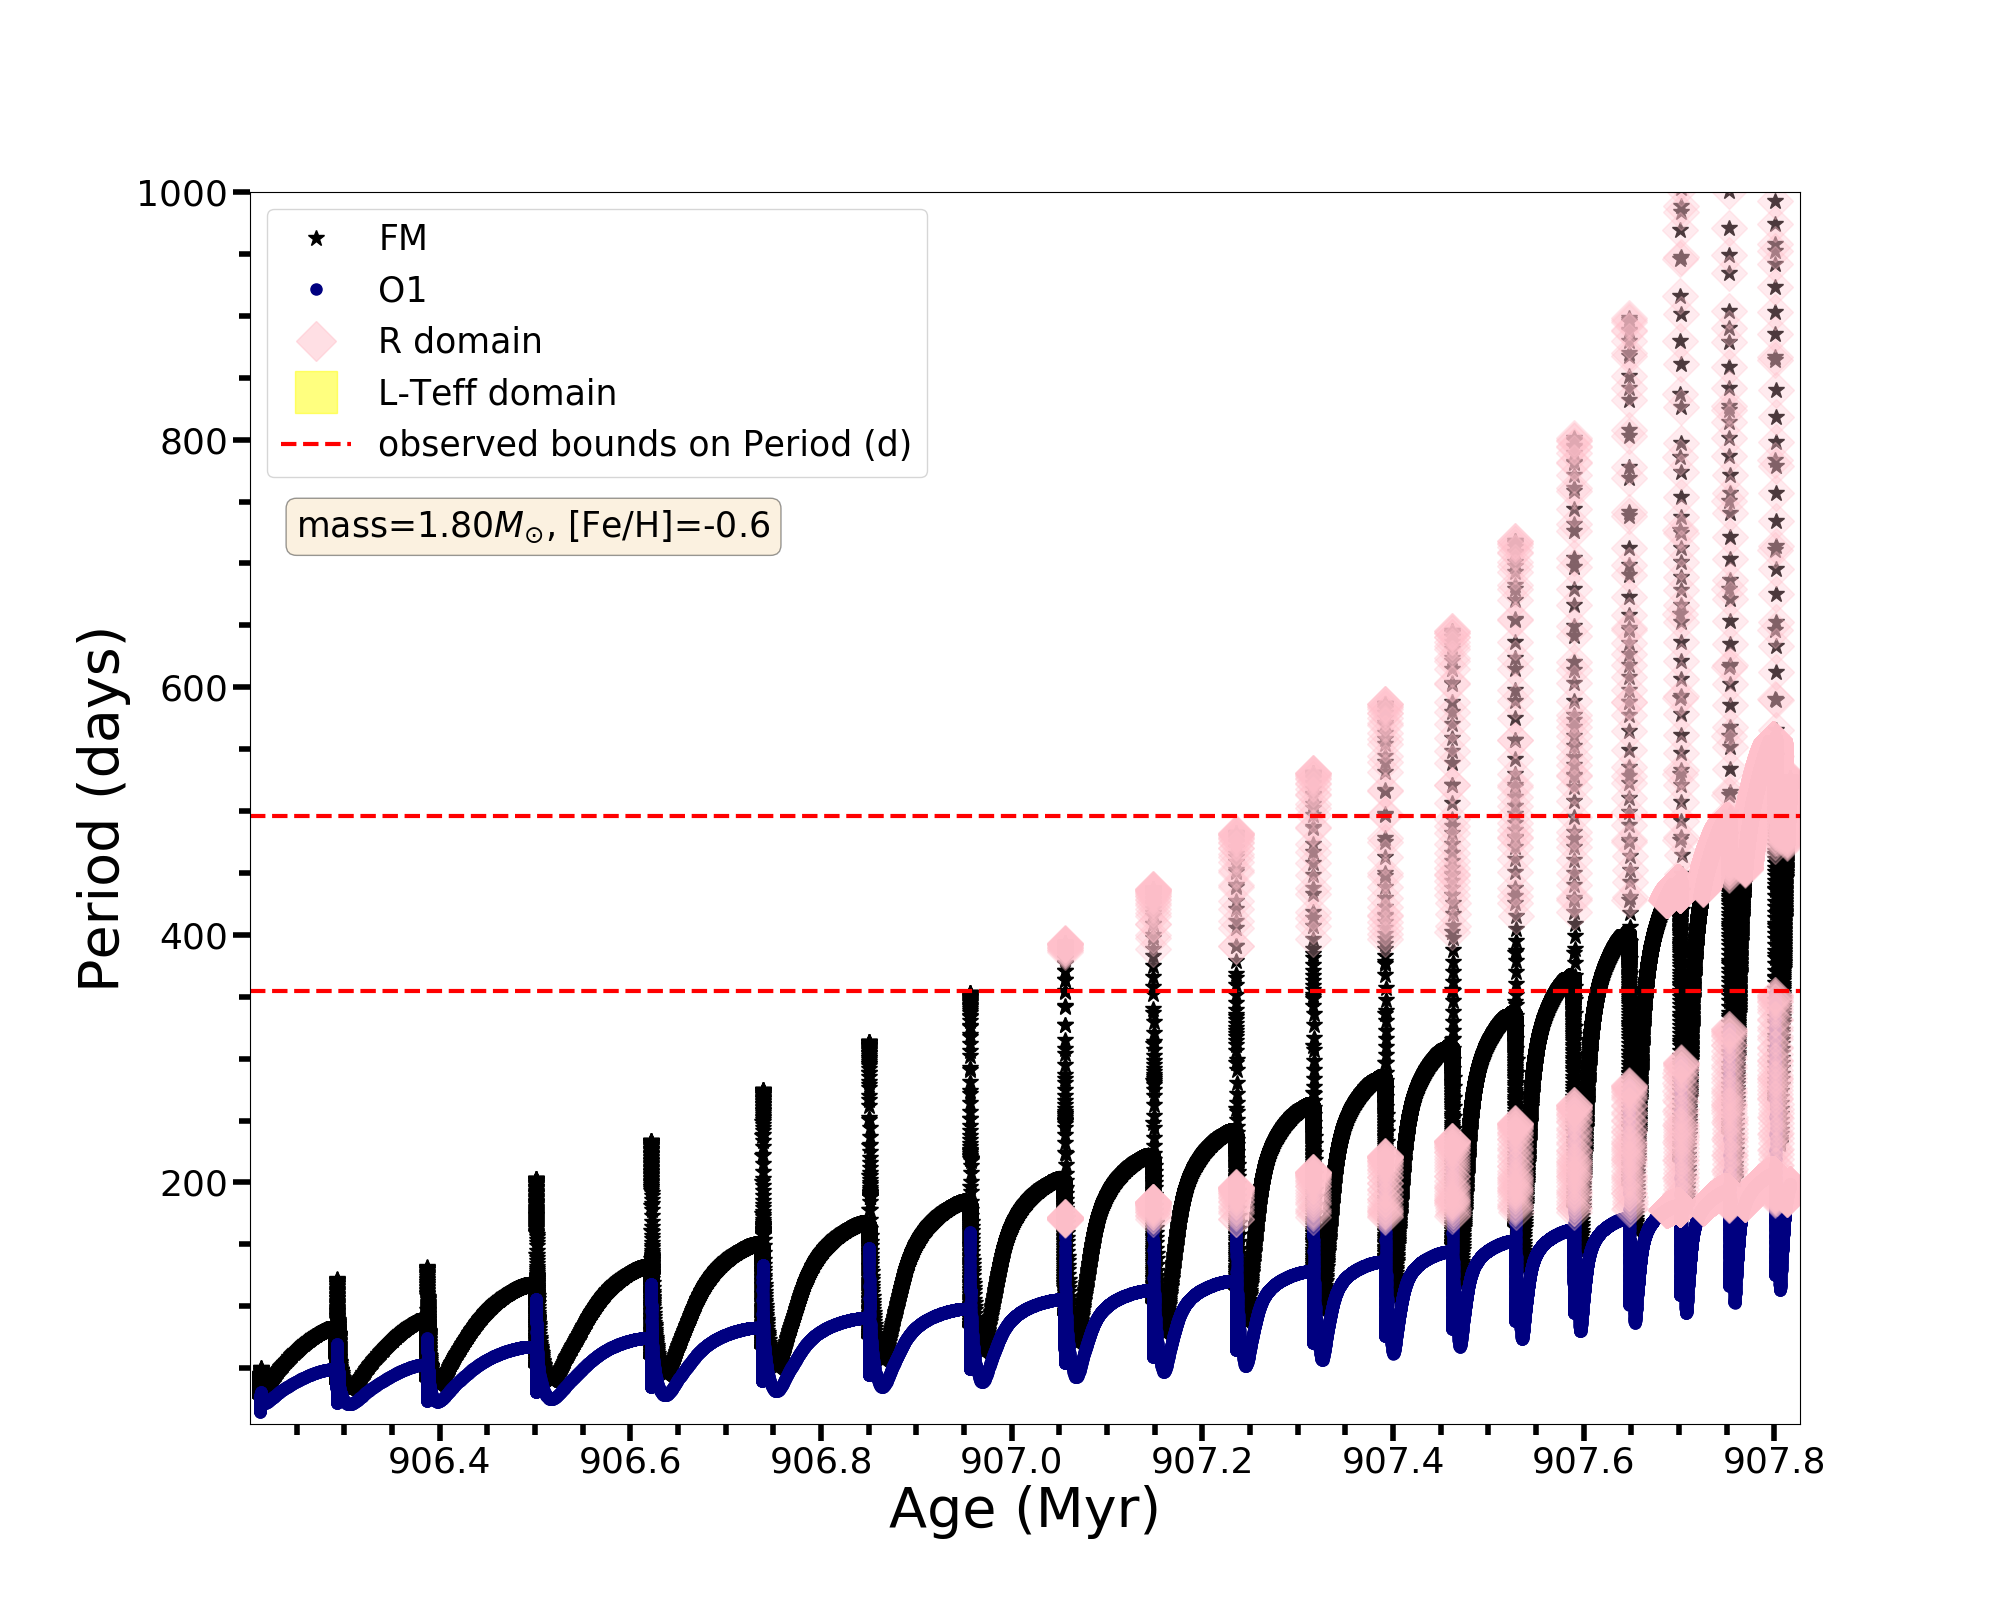 1000
800
600
400
200
Period (days)
FM
O1
R domain
L-Teff domain
observed bounds on Period (d)
mass=1.80M⊙, [Fe/H]=-0.6
906.4 906.6 906.8 907.0 907.2 907.4 907.6 907.8
Age (Myr)